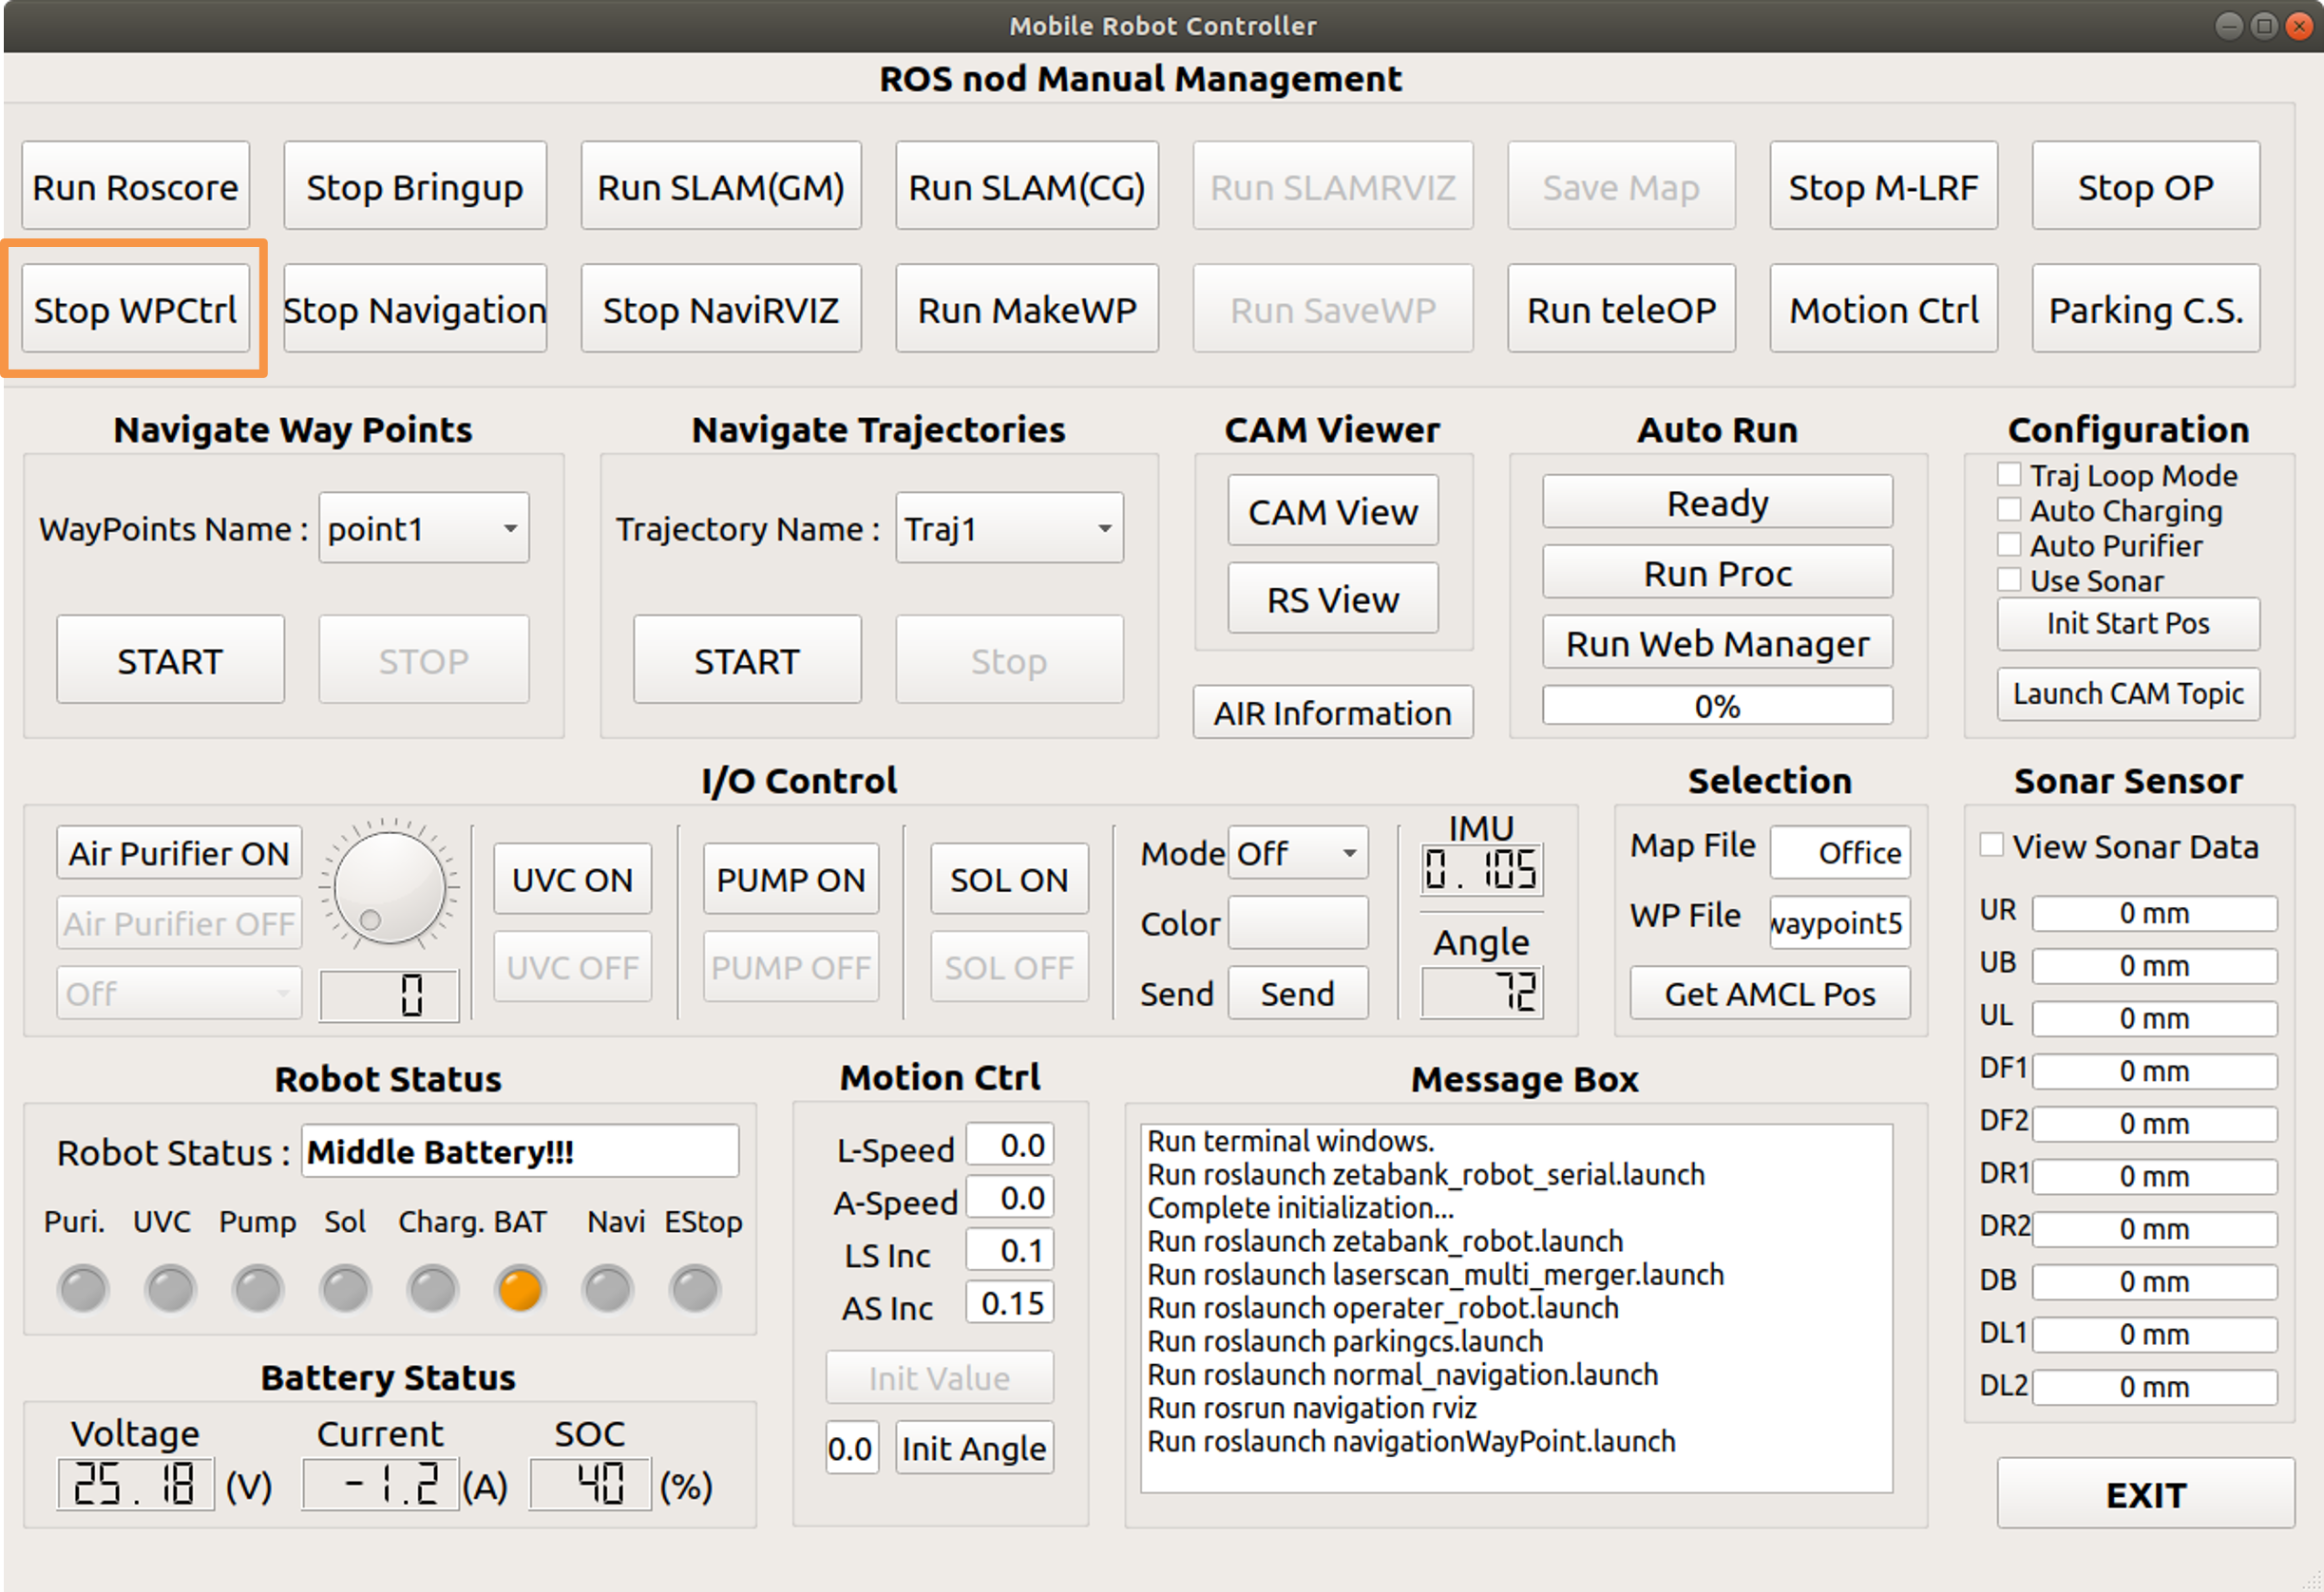 Mobile Robot Controller
ROS nod Manual Management
Run Roscore Stop Bringup Run SLAM(GM) Run SLAM(CG) Run SLAMRVIZ Save Map Stop M-LRF Stop OP
Stop WPCtrl Stop Navigation Stop NaviRVIZ Run MakeWP Run SaveWP Run teleOP Motion Ctrl Parking C.S.
Navigate Way Points
WayPoints Name : point1
START STOP
Navigate Trajectories
Trajectory Name : Traj1
START Stop
CAM Viewer
CAM View
RS View
AIR Information
Auto Run
Ready
Run Proc
Run Web Manager
0%
Configuration
Traj Loop Mode
Auto Charging
Auto Purifier
Use Sonar
Init Start Pos
Launch CAM Topic
I/O Control
Air Purifier ON
Air Purifier OFF
Off
0
UVC ON
UVC OFF
PUMP ON
PUMP OFF
SOL ON
SOL OFF
Mode Off
Color
Send Send
IMU
0.105
Angle
72
Selection
Map File Office
WP File waypoint5
Get AMCL Pos
Sonar Sensor
View Sonar Data
UR 0 mm
UB 0 mm
UL 0 mm
DF1 0 mm
DF2 0 mm
DR1 0 mm
DR2 0 mm
DB 0 mm
DL1 0 mm
DL2 0 mm
Robot Status
Robot Status : Middle Battery!!!
Puri. UVC Pump Sol Charg. BAT Navi EStop
Battery Status
Voltage Current SOC
25.18 (V) -1.2 (A) 40 (%)
Motion Ctrl
L-Speed 0.0
A-Speed 0.0
LS Inc 0.1
AS Inc 0.15
Init Value
0.0 Init Angle
Message Box
Run terminal windows.
Run roslaunch zetabank_robot_serial.launch
Complete initialization...
Run roslaunch zetabank_robot.launch
Run roslaunch laserscan_multi_merger.launch
Run roslaunch operater_robot.launch
Run roslaunch parkingcs.launch
Run roslaunch normal_navigation.launch
Run rosrun navigation rviz
Run roslaunch navigationWayPoint.launch
EXIT